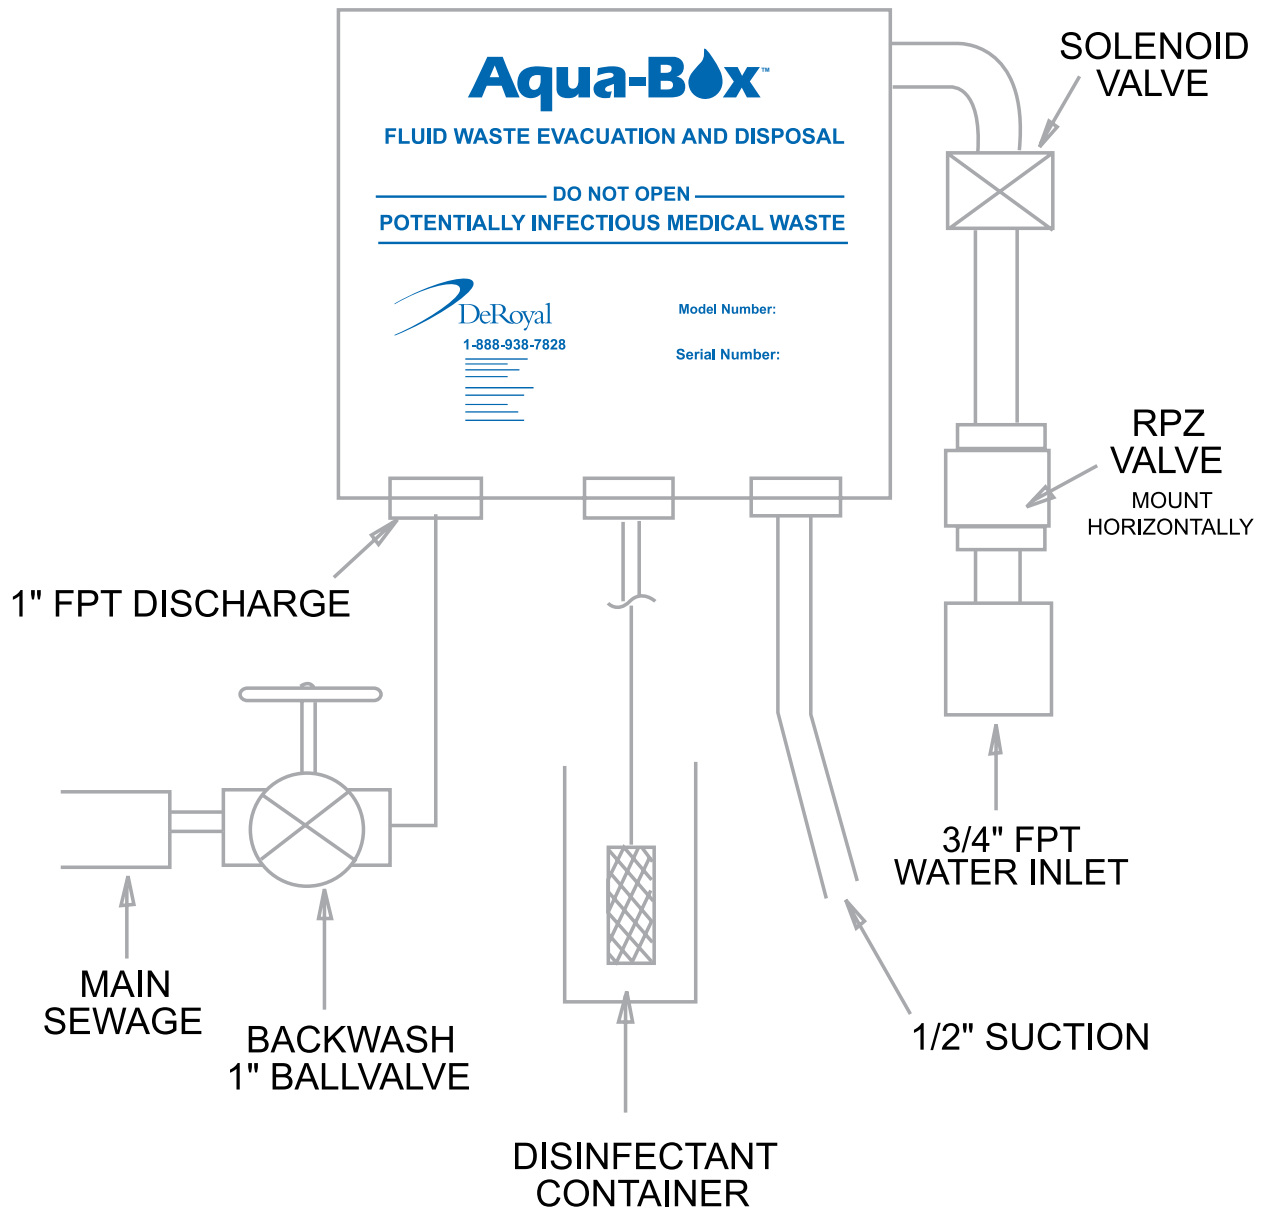 SOLENOID
VALVE
Aqua-Box™
FLUID WASTE EVACUATION AND DISPOSAL
DO NOT OPEN
POTENTIALLY INFECTIOUS MEDICAL WASTE
DeRoyal
1-888-938-7828
Model Number:
Serial Number:
RPZ
VALVE
MOUNT
HORIZONTALLY
1" FPT DISCHARGE
3/4" FPT
WATER INLET
MAIN
SEWAGE
BACKWASH
1" BALLVALVE
1/2" SUCTION
DISINFECTANT
CONTAINER